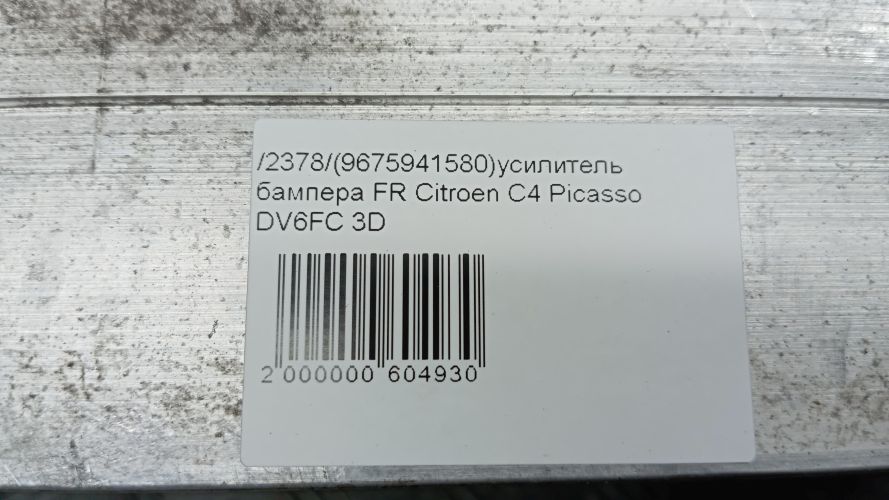 /2378/(9675941580)усилитель
бампера FR Citroen C4 Picasso
DV6FC 3D
2 000000 604930